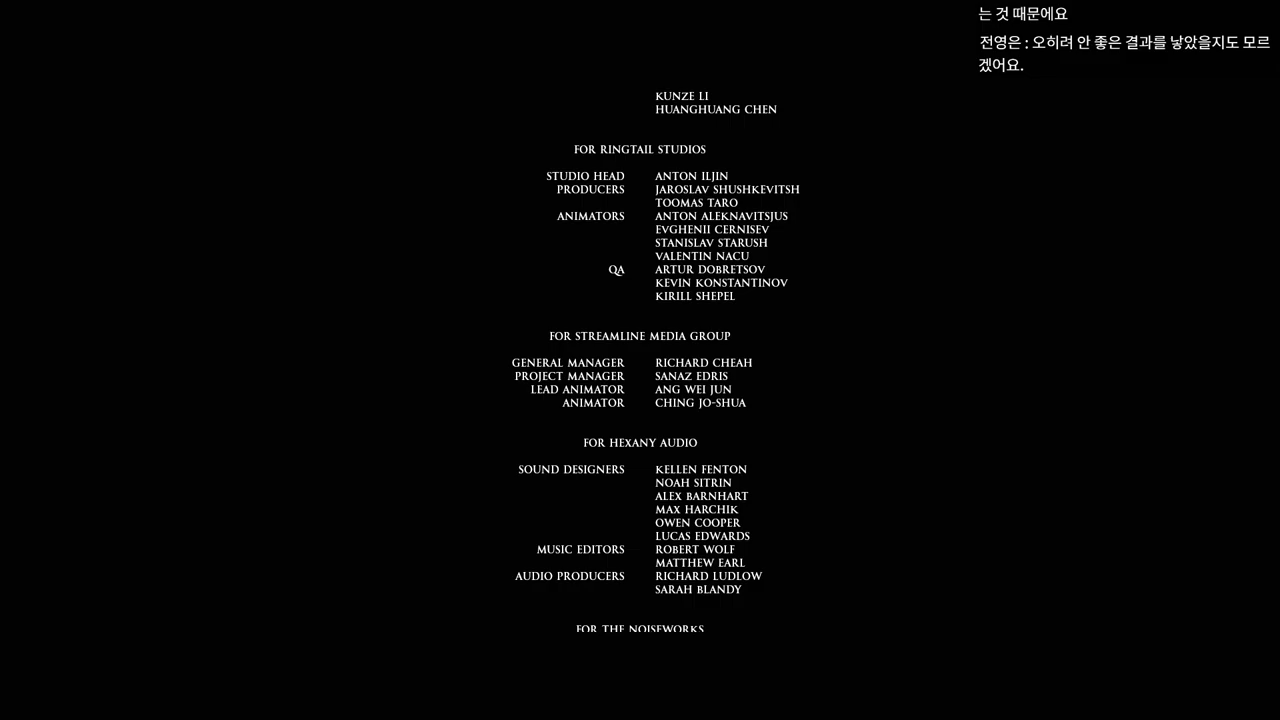 는 것 때문에요
전영은 : 오히려 안 좋은 결과를 낳았을지도 모르
겠어요.
KUNZE LI
HUANGHUANG CHEN
FOR RINGTAIL STUDIOS
STUDIO HEAD ANTON ILJIN
PRODUCERS JAROSLAV SHUSHKEVITSH
TOOMAS TARO
ANIMATORS ANTON ALEKNAVITSJUS
EVGHENII CERNISEV
STANISLAV STARUSH
VALENTIN NACU
QA ARTUR DOBRETSOV
KEVIN KONSTANTINOV
KIRILL SHEPEL
FOR STREAMLINE MEDIA GROUP
GENERAL MANAGER RICHARD CHEAH
PROJECT MANAGER SANAZ EDRIS
LEAD ANIMATOR ANG WEI JUN
ANIMATOR CHING JO-SHUA
FOR HEXANY AUDIO
SOUND DESIGNERS KELLEN FENTON
NOAH SITRIN
ALEX BARNHART
MAX HARCHIK
OWEN COOPER
LUCAS EDWARDS
MUSIC EDITORS ROBERT WOLF
MATTHEW EARL
AUDIO PRODUCERS RICHARD LUDLOW
SARAH BLANDY
FOR THE NOISEWORKS